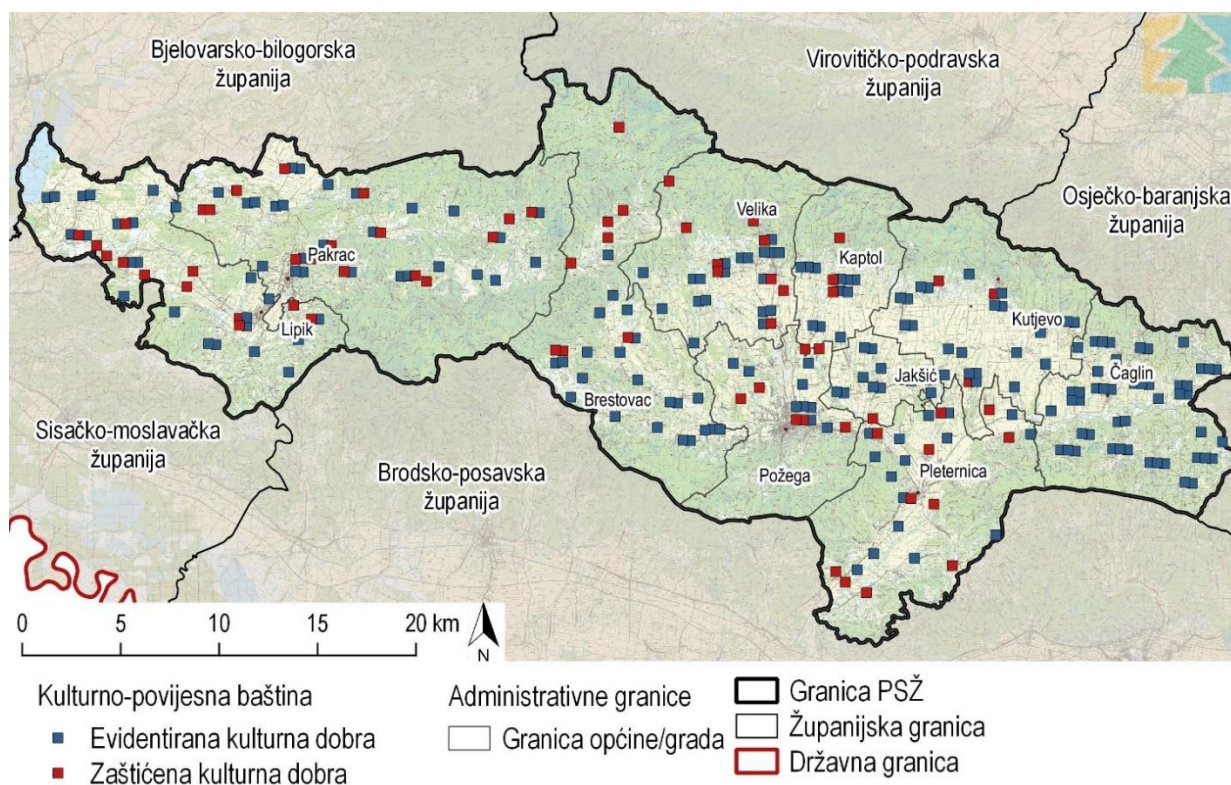 Bjelovarsko-bilogorska
županija
Virovitičko-podravska
županija
Osječko-baranjska
županija
Velika
Kaptol
Pakrac
Kutjevo
Lipik
Jakšić
Čaglin
Brestovac
Sisačko-moslavačka
županija
Brodsko-posavska
županija
Požega
Pleternica
0 5 10 15 20 km
N
Kulturno-povijesna baština
Evidentirana kulturna dobra
Zaštićena kulturna dobra
Administrativne granice
Granica općine/grada
Granica PSŽ
Županijska granica
Državna granica